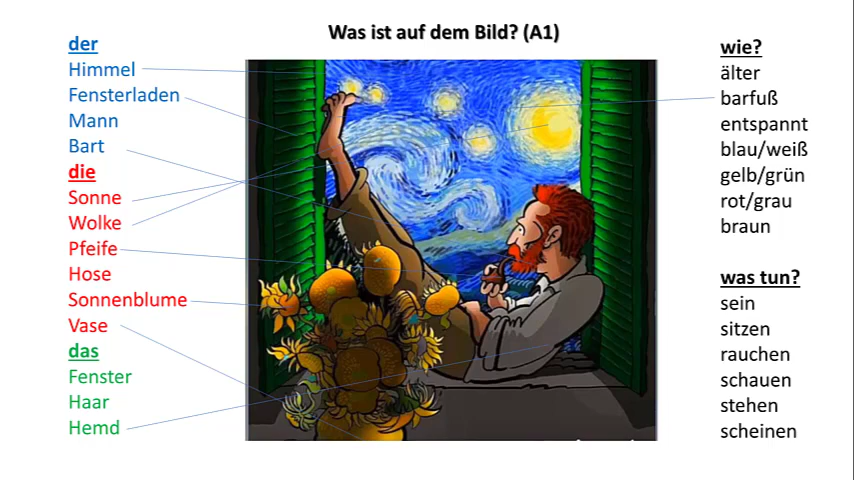 Was ist auf dem Bild? (A1)
der
Himmel
Fensterladen
Mann
Bart
die
Sonne
Wolke
Pfeife
Hose
Sonnenblume
Vase
das
Fenster
Haar
Hemd
wie?
älter
barfuß
entspannt
blau/weiß
gelb/grün
rot/grau
braun
was tun?
sein
sitzen
rauchen
schauen
stehen
scheinen